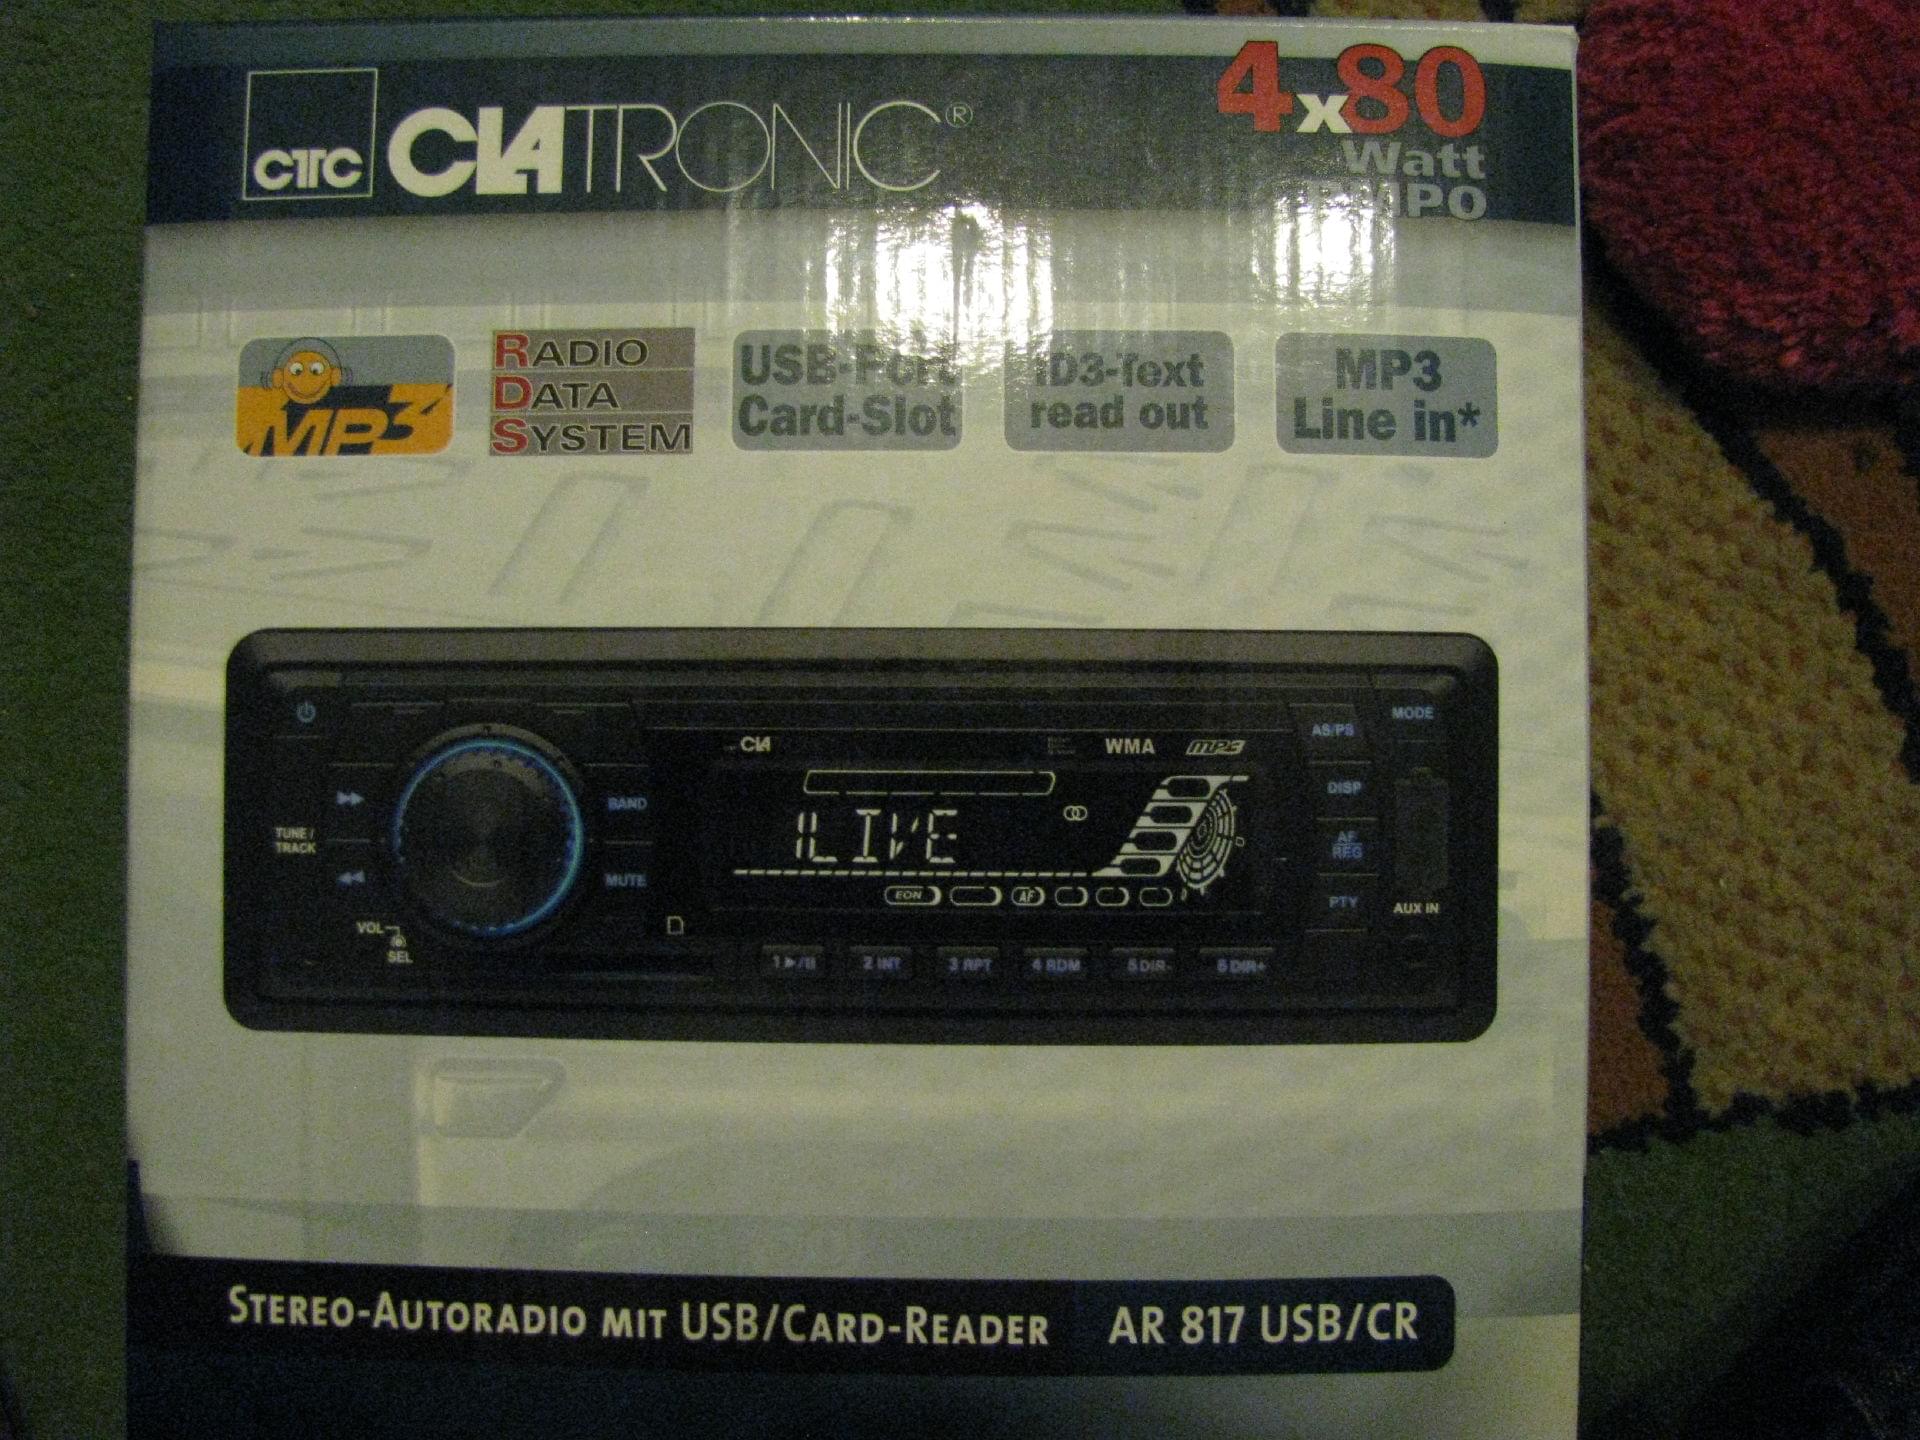 CTC CLATRONIC®
4x80
Watt
PMPO
MP3
RADIO
DATA
SYSTEM
USB-Port
Card-Slot
ID3-Text
read out
MP3
Line in*
AS/PS
MODE
CLA
WMA
MP3
BAND
DISP
TUNE /
TRACK
1LIVE
AF
REG
MUTE
EON
AF
PTY
AUX IN
VOL
SEL
1 ▶/II
2 INT
3 RPT
4 RDM
5 DIR-
6 DIR+
STEREO-AUTORADIO MIT USB/CARD-READER
AR 817 USB/CR